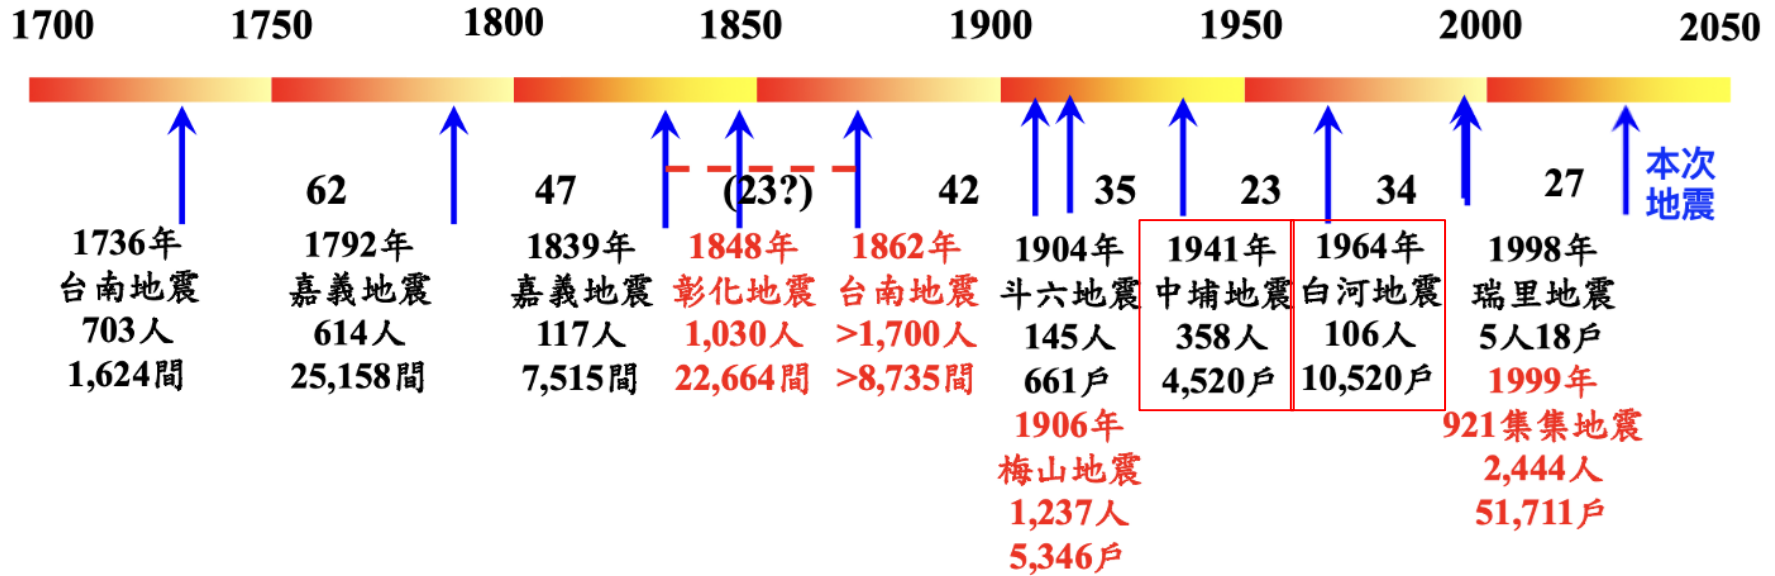 1700 1750 1800 1850 1900 1950 2000 2050
62 47 (23?) 42 35 23 34 27
本次
地震
1736年
台南地震
703人
1,624間
1792年
嘉義地震
614人
25,158間
1839年
嘉義地震
117人
7,515間
1848年
彰化地震
1,030人
22,664間
1862年
台南地震
>1,700人
>8,735間
1904年
斗六地震
145人
661戶
1906年
梅山地震
1,237人
5,346戶
1941年
中埔地震
358人
4,520戶
1964年
白河地震
106人
10,520戶
1998年
瑞里地震
5人18戶
1999年
921集集地震
2,444人
51,711戶